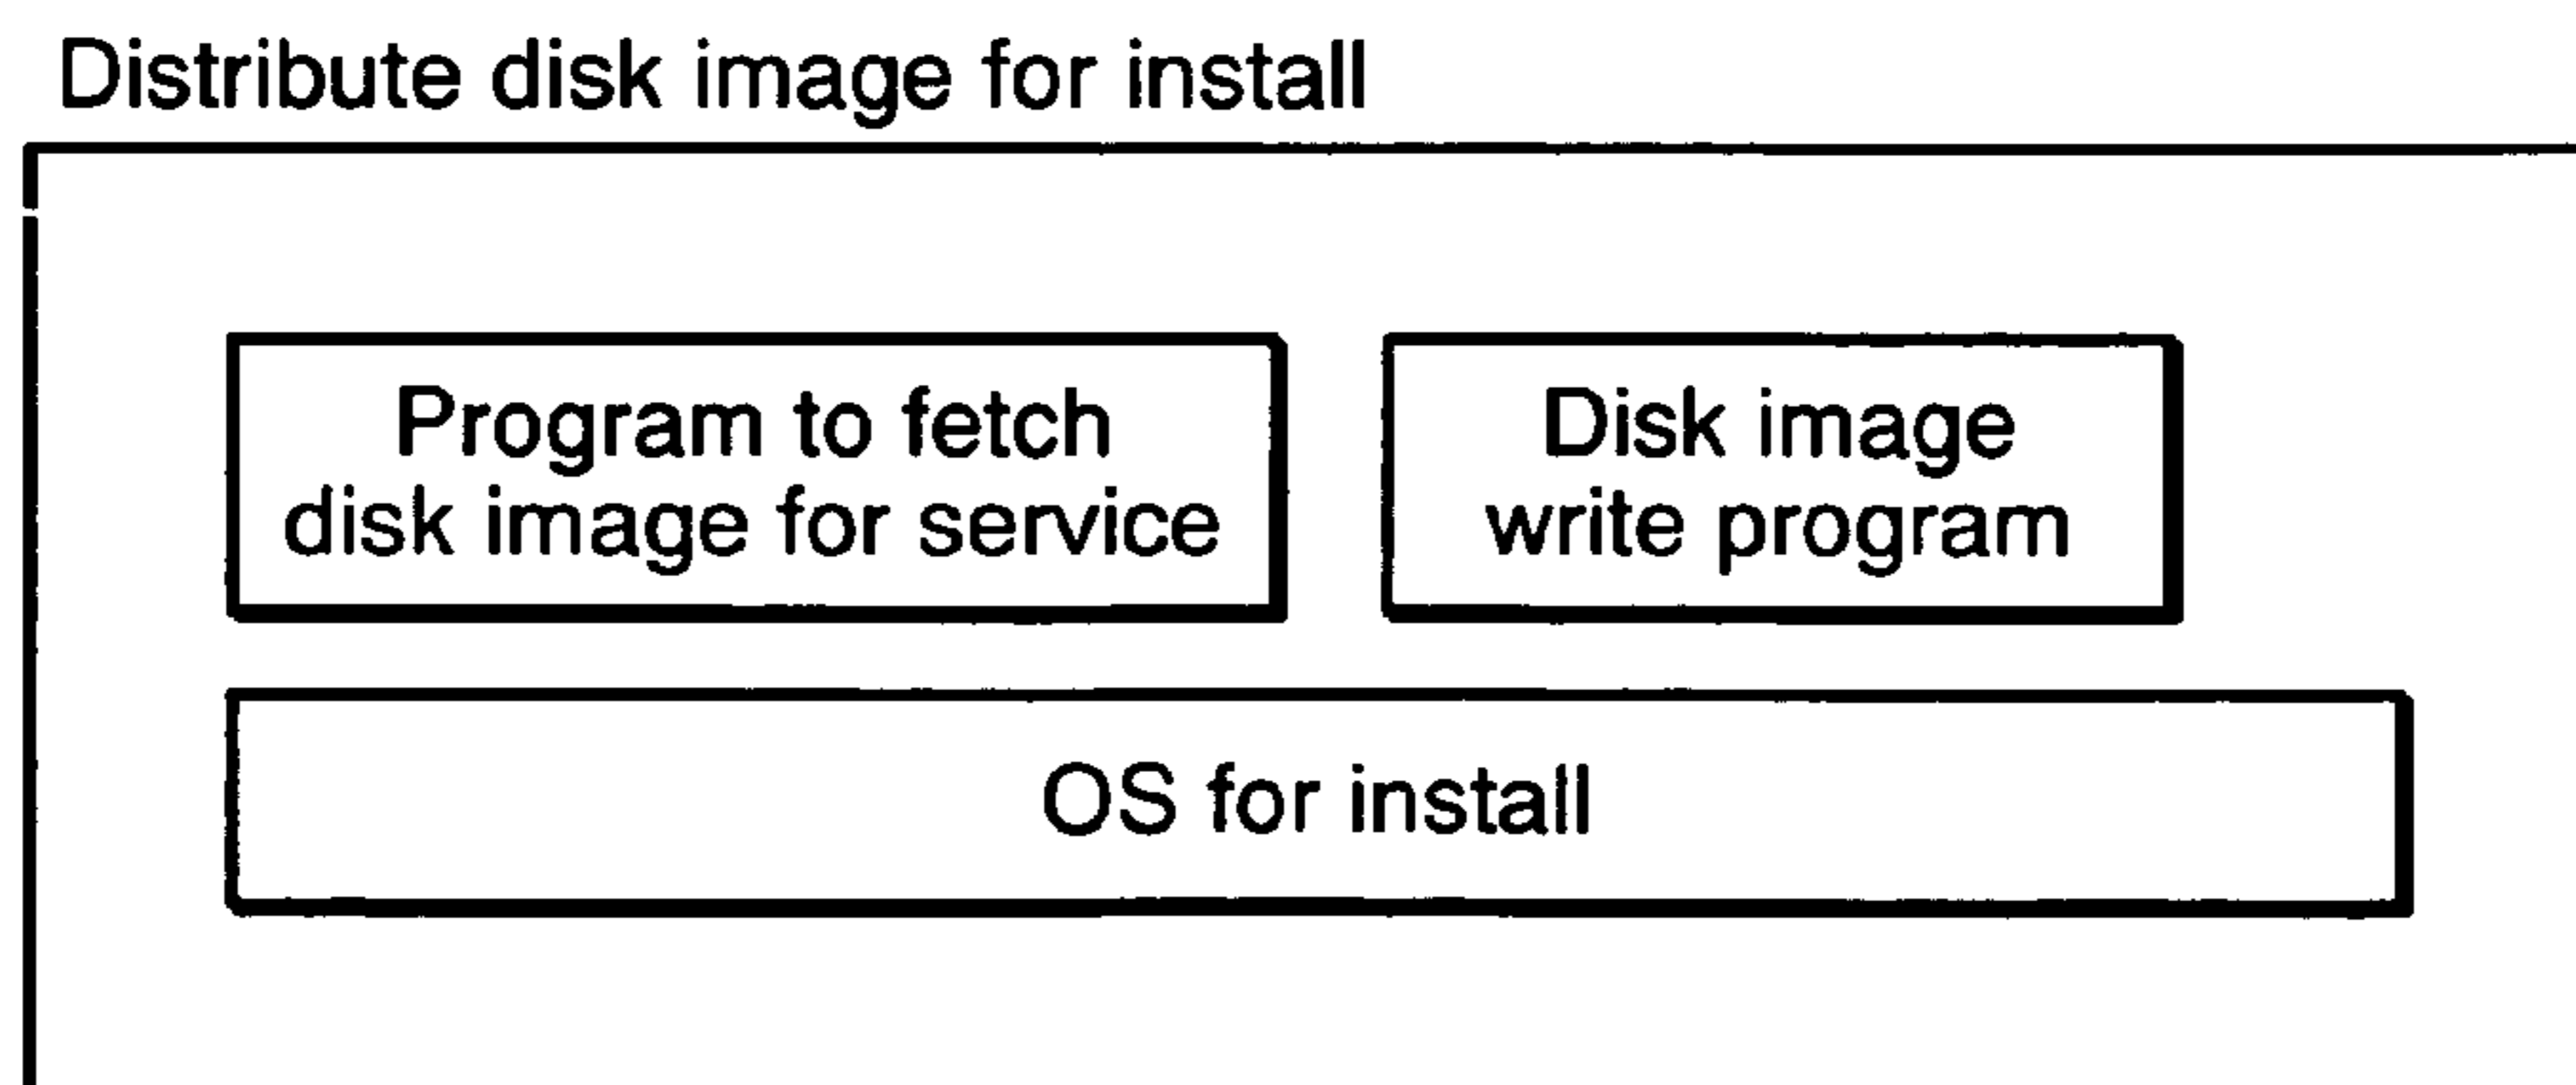 Distribute disk image for install
Program to fetch
disk image for service
Disk image
write program
OS for install